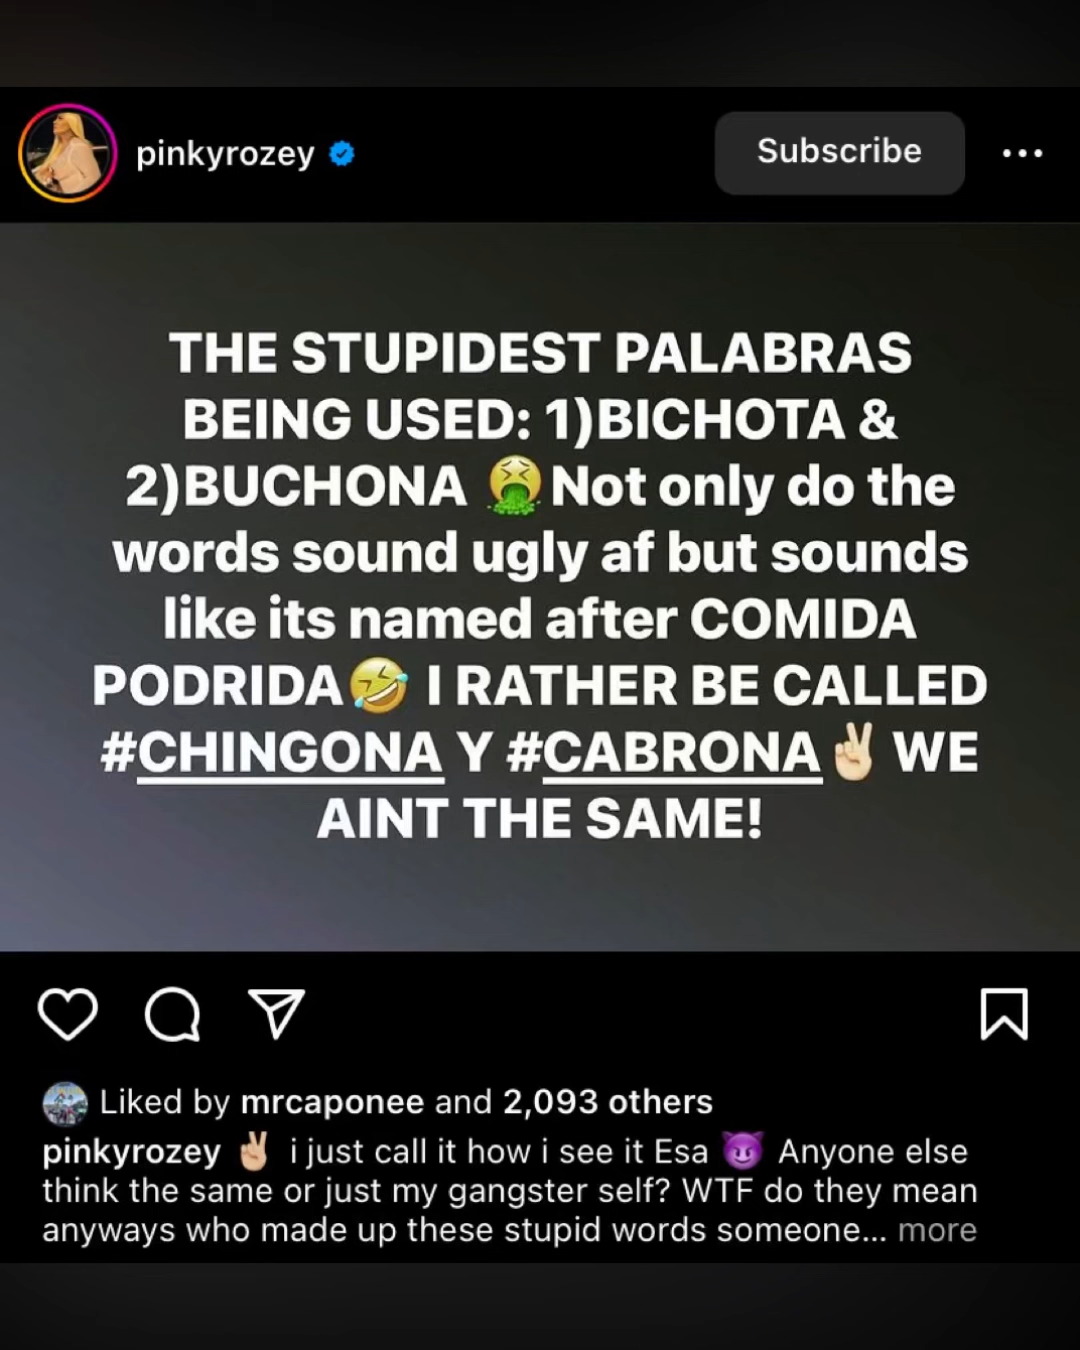 pinkyrozey
Subscribe
THE STUPIDEST PALABRAS
BEING USED: 1)BICHOTA &
2)BUCHONA 🤮Not only do the
words sound ugly af but sounds
like its named after COMIDA
PODRIDA🤣 I RATHER BE CALLED
#CHINGONA Y #CABRONA✌🏼 WE
AINT THE SAME!
Liked by mrcaponee and 2,093 others
pinkyrozey ✌🏼 i just call it how i see it Esa 😈 Anyone else
think the same or just my gangster self? WTF do they mean
anyways who made up these stupid words someone... more